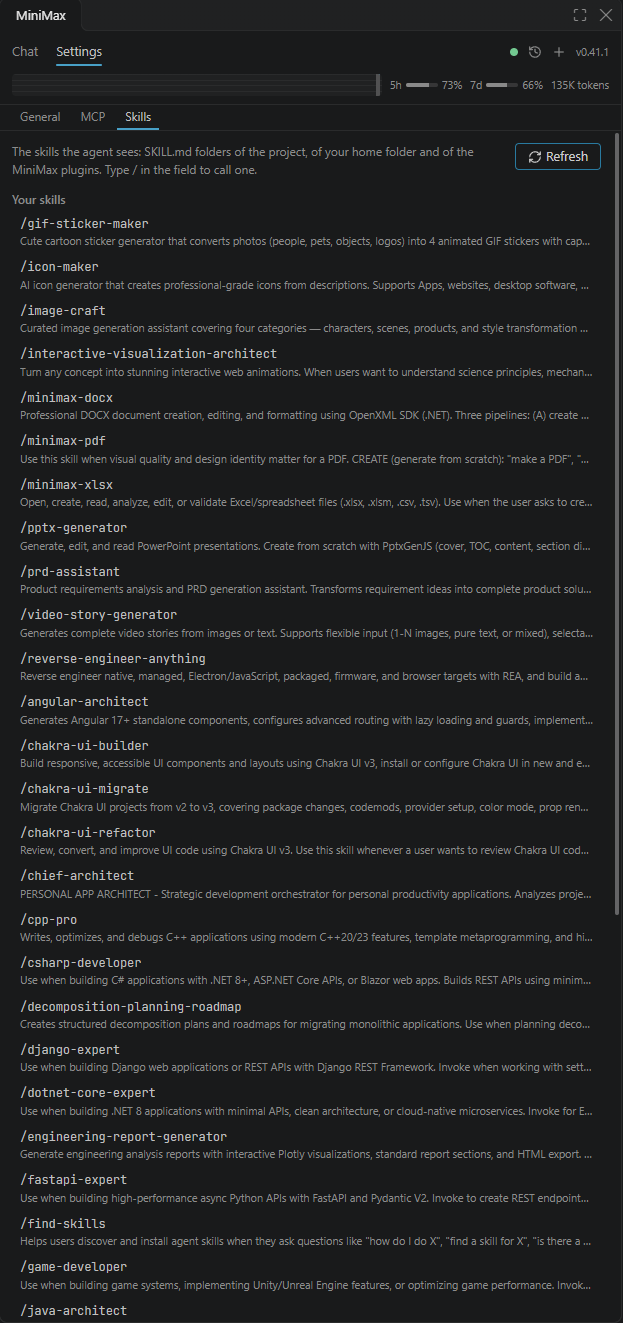 MiniMax
Chat Settings v0.41.1
5h 73% 7d 66% 135K tokens
General MCP Skills
The skills the agent sees: SKILL.md folders of the project, of your home folder and of the
MiniMax plugins. Type / in the field to call one.
Refresh
Your skills
/gif-sticker-maker
Cute cartoon sticker generator that converts photos (people, pets, objects, logos) into 4 animated GIF stickers with cap...
/icon-maker
AI icon generator that creates professional-grade icons from descriptions. Supports Apps, websites, desktop software, ...
/image-craft
Curated image generation assistant covering four categories — characters, scenes, products, and style transformation ...
/interactive-visualization-architect
Turn any concept into stunning interactive web animations. When users want to understand science principles, mechan...
/minimax-docx
Professional DOCX document creation, editing, and formatting using OpenXML SDK (.NET). Three pipelines: (A) create ...
/minimax-pdf
Use this skill when visual quality and design identity matter for a PDF. CREATE (generate from scratch): "make a PDF", "...
/minimax-xlsx
Open, create, read, analyze, edit, or validate Excel/spreadsheet files (.xlsx, .xlsm, .csv, .tsv). Use when the user asks to cre...
/pptx-generator
Generate, edit, and read PowerPoint presentations. Create from scratch with PptxGenJS (cover, TOC, content, section di...
/prd-assistant
Product requirements analysis and PRD generation assistant. Transforms requirement ideas into complete product solu...
/video-story-generator
Generates complete video stories from images or text. Supports flexible input (1-N images, pure text, or mixed), selecta...
/reverse-engineer-anything
Reverse engineer native, managed, Electron/JavaScript, packaged, firmware, and browser targets with REA, and build a...
/angular-architect
Generates Angular 17+ standalone components, configures advanced routing with lazy loading and guards, implement...
/chakra-ui-builder
Build responsive, accessible UI components and layouts using Chakra UI v3, install or configure Chakra UI in new and e...
/chakra-ui-migrate
Migrate Chakra UI projects from v2 to v3, covering package changes, codemods, provider setup, color mode, prop ren...
/chakra-ui-refactor
Review, convert, and improve UI code using Chakra UI v3. Use this skill whenever a user wants to review Chakra UI cod...
/chief-architect
PERSONAL APP ARCHITECT - Strategic development orchestrator for personal productivity applications. Analyzes proje...
/cpp-pro
Writes, optimizes, and debugs C++ applications using modern C++20/23 features, template metaprogramming, and hi...
/csharp-developer
Use when building C# applications with .NET 8+, ASP.NET Core APIs, or Blazor web apps. Builds REST APIs using minim...
/decomposition-planning-roadmap
Creates structured decomposition plans and roadmaps for migrating monolithic applications. Use when planning deco...
/django-expert
Use when building Django web applications or REST APIs with Django REST Framework. Invoke when working with sett...
/dotnet-core-expert
Use when building .NET 8 applications with minimal APIs, clean architecture, or cloud-native microservices. Invoke for E...
/engineering-report-generator
Generate engineering analysis reports with interactive Plotly visualizations, standard report sections, and HTML export. ...
/fastapi-expert
Use when building high-performance async Python APIs with FastAPI and Pydantic V2. Invoke to create REST endpoint...
/find-skills
Helps users discover and install agent skills when they ask questions like "how do I do X", "find a skill for X", "is there a ...
/game-developer
Use when building game systems, implementing Unity/Unreal Engine features, or optimizing game performance. Invok...
/java-architect